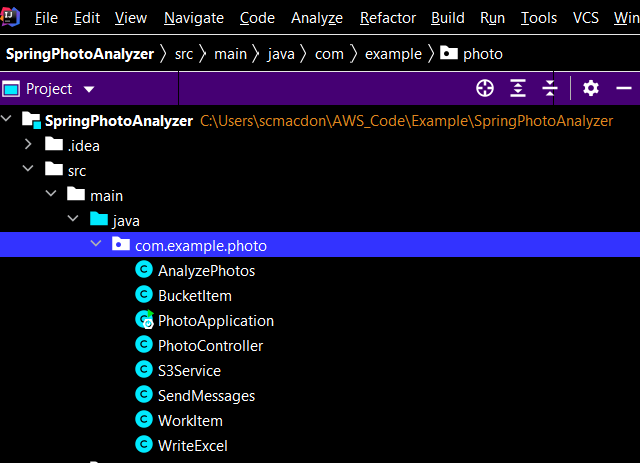 IJ File Edit View Navigate Code Analyze Refactor Build Run Tools VCS
SpringPhotoAnalyzer src main java com example photo
Project
SpringPhotoAnalyzer C:\Users\scmacdon\AWS_Code\Example\SpringPhotoAnalyzer
.idea
src
main
java
com.example.photo
C AnalyzePhotos
C BucketItem
C PhotoApplication
C PhotoController
C S3Service
C SendMessages
C WorkItem
C WriteExcel